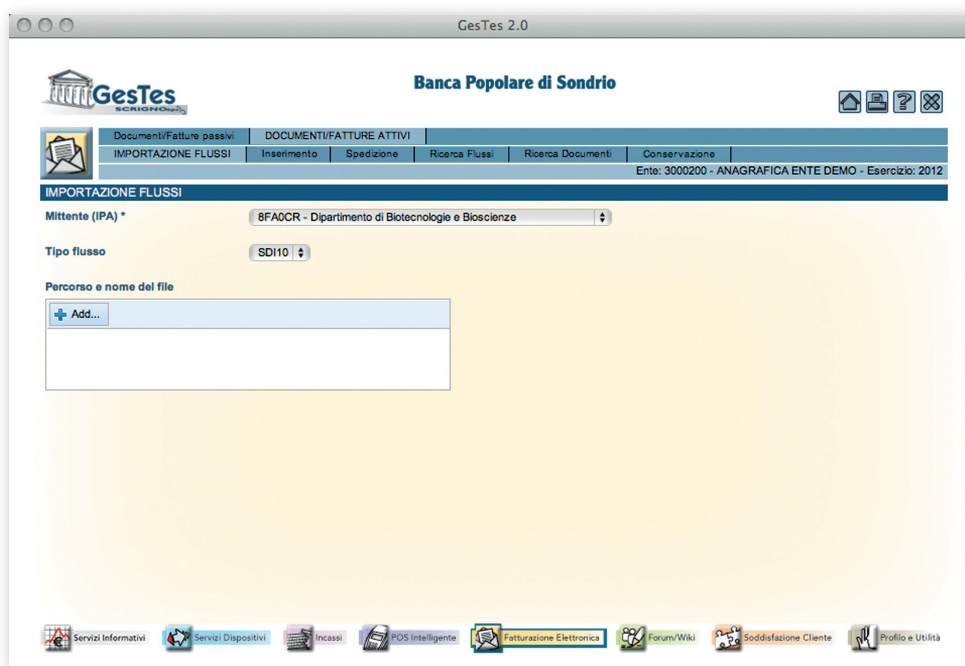 GesTes 2.0
GesTes
Banca Popolare di Sondrio
Documenti/Fatture passivi DOCUMENTI/FATTURE ATTIVI
IMPORTAZIONE FLUSSI Inserimento Spedizione Ricerca Flussi Ricerca Documenti Conservazione
Ente: 3000200 - ANAGRAFICA ENTE DEMO - Esercizio: 2012
IMPORTAZIONE FLUSSI
Mittente (IPA) * 8FA0CR - Dipartimento di Biotecnologie e Bioscienze
Tipo flusso SDI10
Percorso e nome del file
Add...
Servizi Informativi Servizi Dispositivi Incassi POS Intelligente Fatturazione Elettronica Forum/Wiki Soddisfazione Cliente Profilo e Utilità